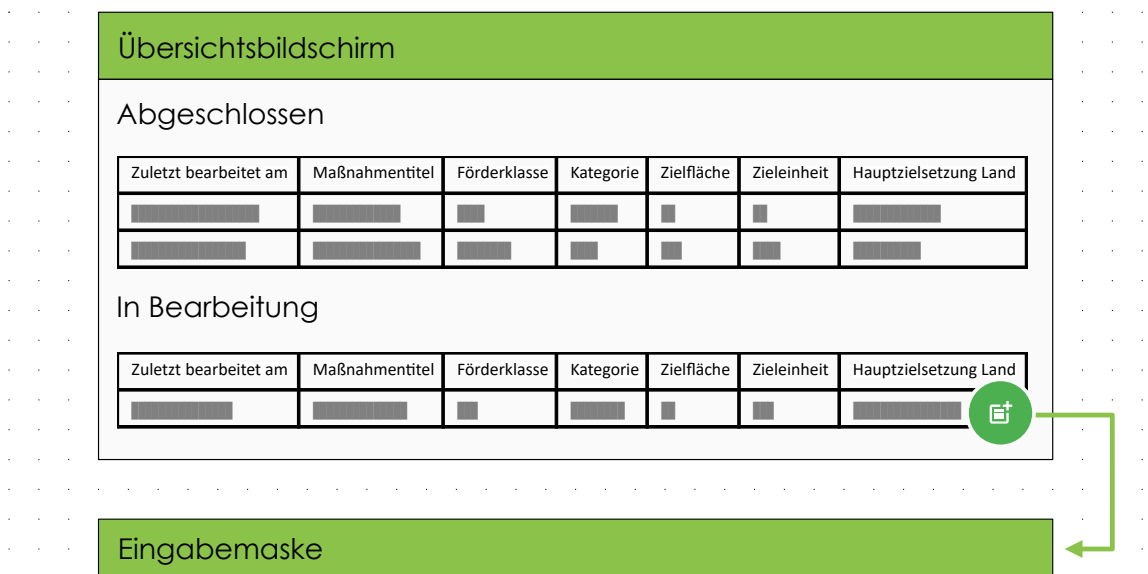 Übersichtsbildschirm
Abgeschlossen
Zuletzt bearbeitet am Maßnahmentitel Förderklasse Kategorie Zielfläche Zieleinheit Hauptzielsetzung Land
In Bearbeitung
Zuletzt bearbeitet am Maßnahmentitel Förderklasse Kategorie Zielfläche Zieleinheit Hauptzielsetzung Land
Eingabemaske